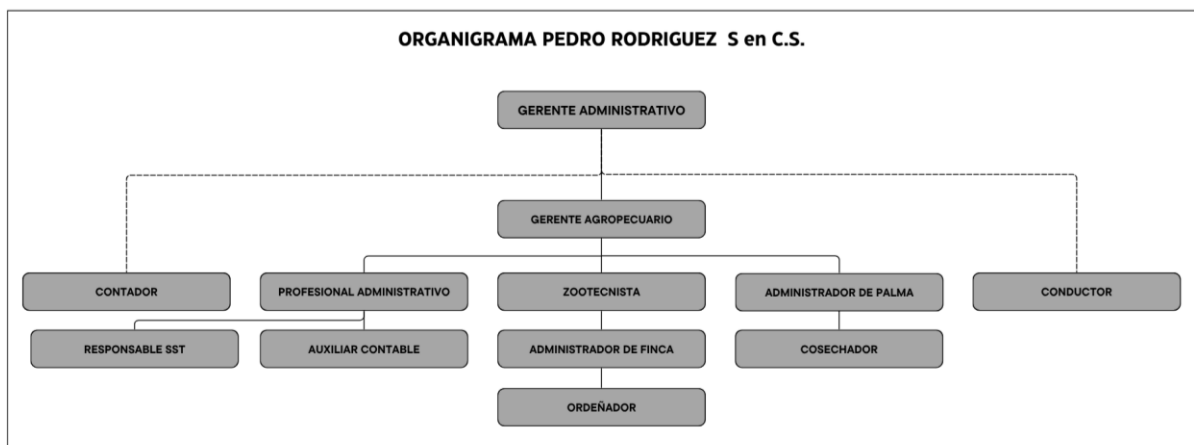 ORGANIGRAMA PEDRO RODRIGUEZ S en C.S.
GERENTE ADMINISTRATIVO
GERENTE AGROPECUARIO
CONTADOR
PROFESIONAL ADMINISTRATIVO
ZOOTECNISTA
ADMINISTRADOR DE PALMA
CONDUCTOR
RESPONSABLE SST
AUXILIAR CONTABLE
ADMINISTRADOR DE FINCA
COSECHADOR
ORDEÑADOR